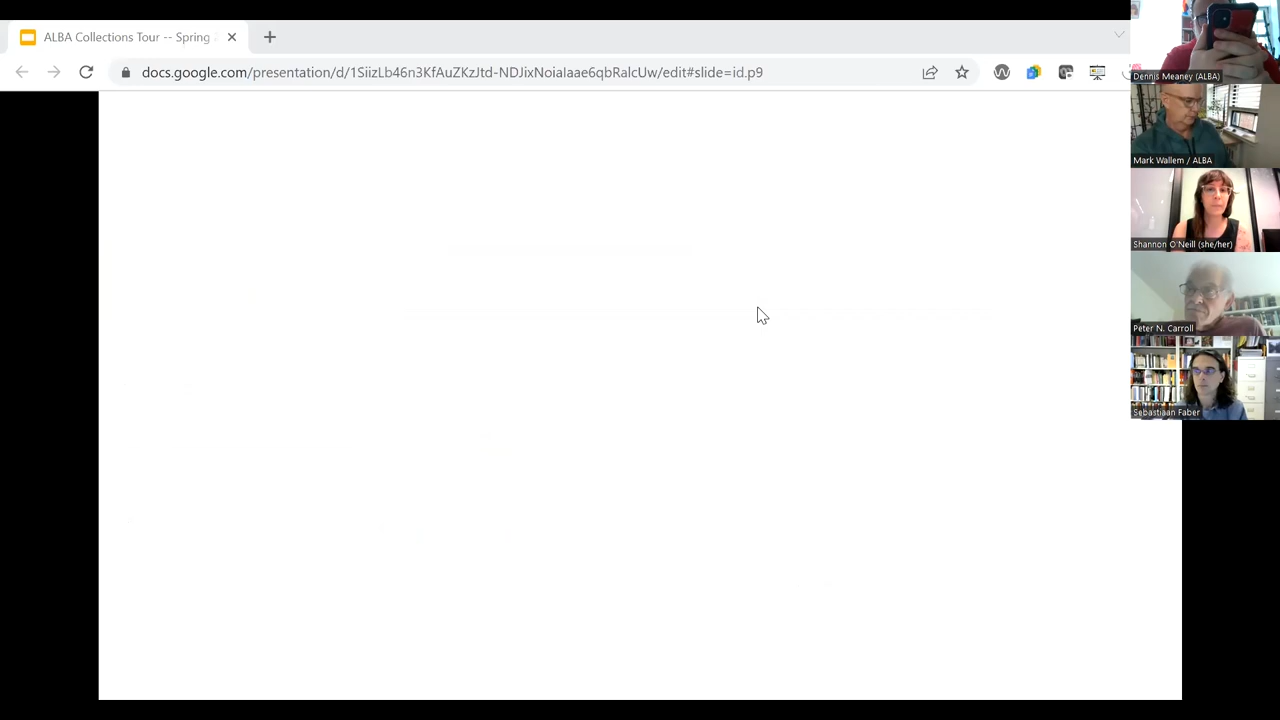 ALBA Collections Tour -- Spring
docs.google.com/presentation/d/1SiizLb46n3KfAuZKzJtd-NDJixNoiaIaae6qbRalcUw/edit#slide=id.p9
Dennis Meaney (ALBA)
Mark Wallem / ALBA
Shannon O'Neill (she/her)
Peter N. Carroll
Sebastiaan Faber